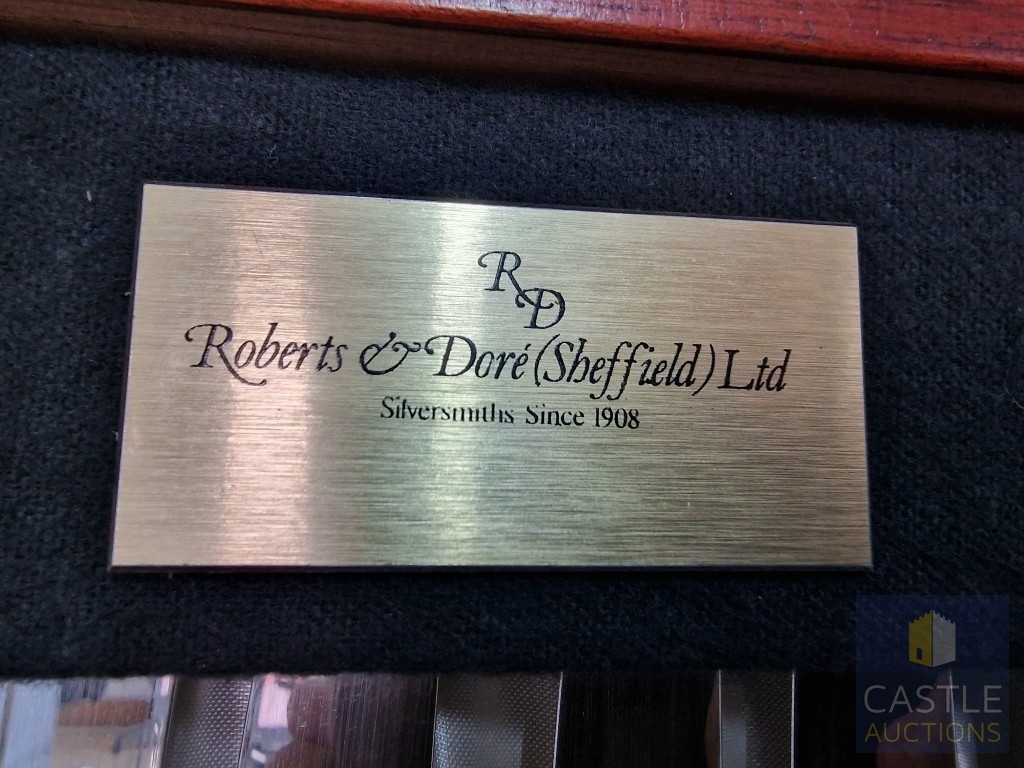 RD
Roberts & Doré (Sheffield) Ltd
Silversmiths Since 1908
CASTLE
AUCTIONS